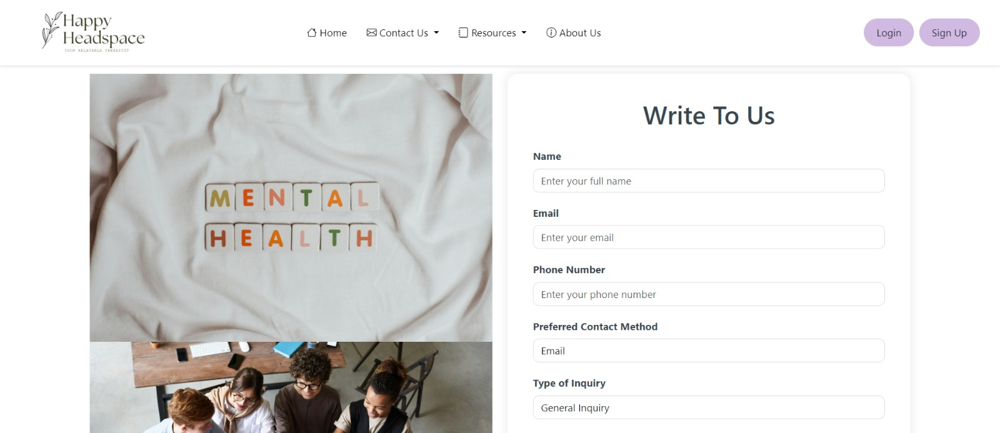 Happy
Headspace
YOUR RELATABLE THERAPIST
Home
Contact Us
Resources
About Us
Login
Sign Up
MENTAL
HEALTH
Write To Us
Name
Enter your full name
Email
Enter your email
Phone Number
Enter your phone number
Preferred Contact Method
Email
Type of Inquiry
General Inquiry